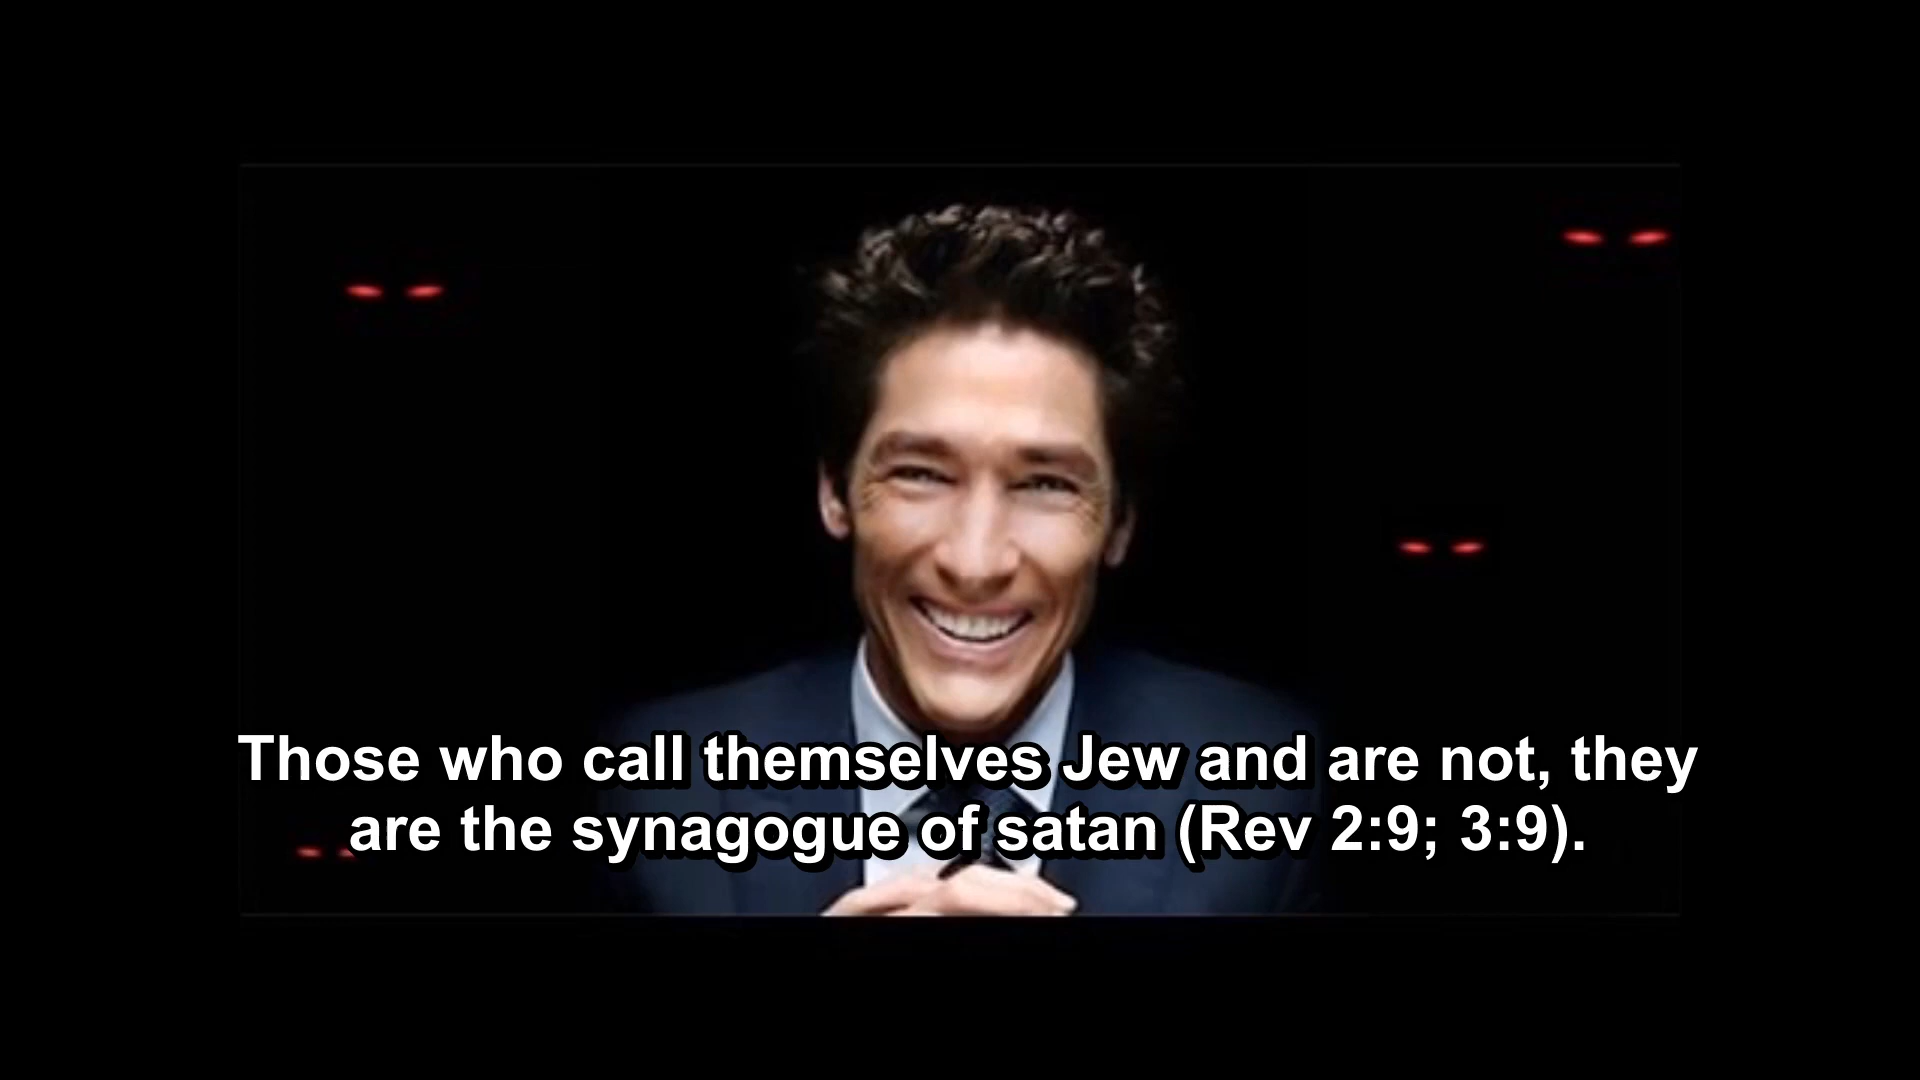 Those who call themselves Jew and are not, they
are the synagogue of satan (Rev 2:9; 3:9).